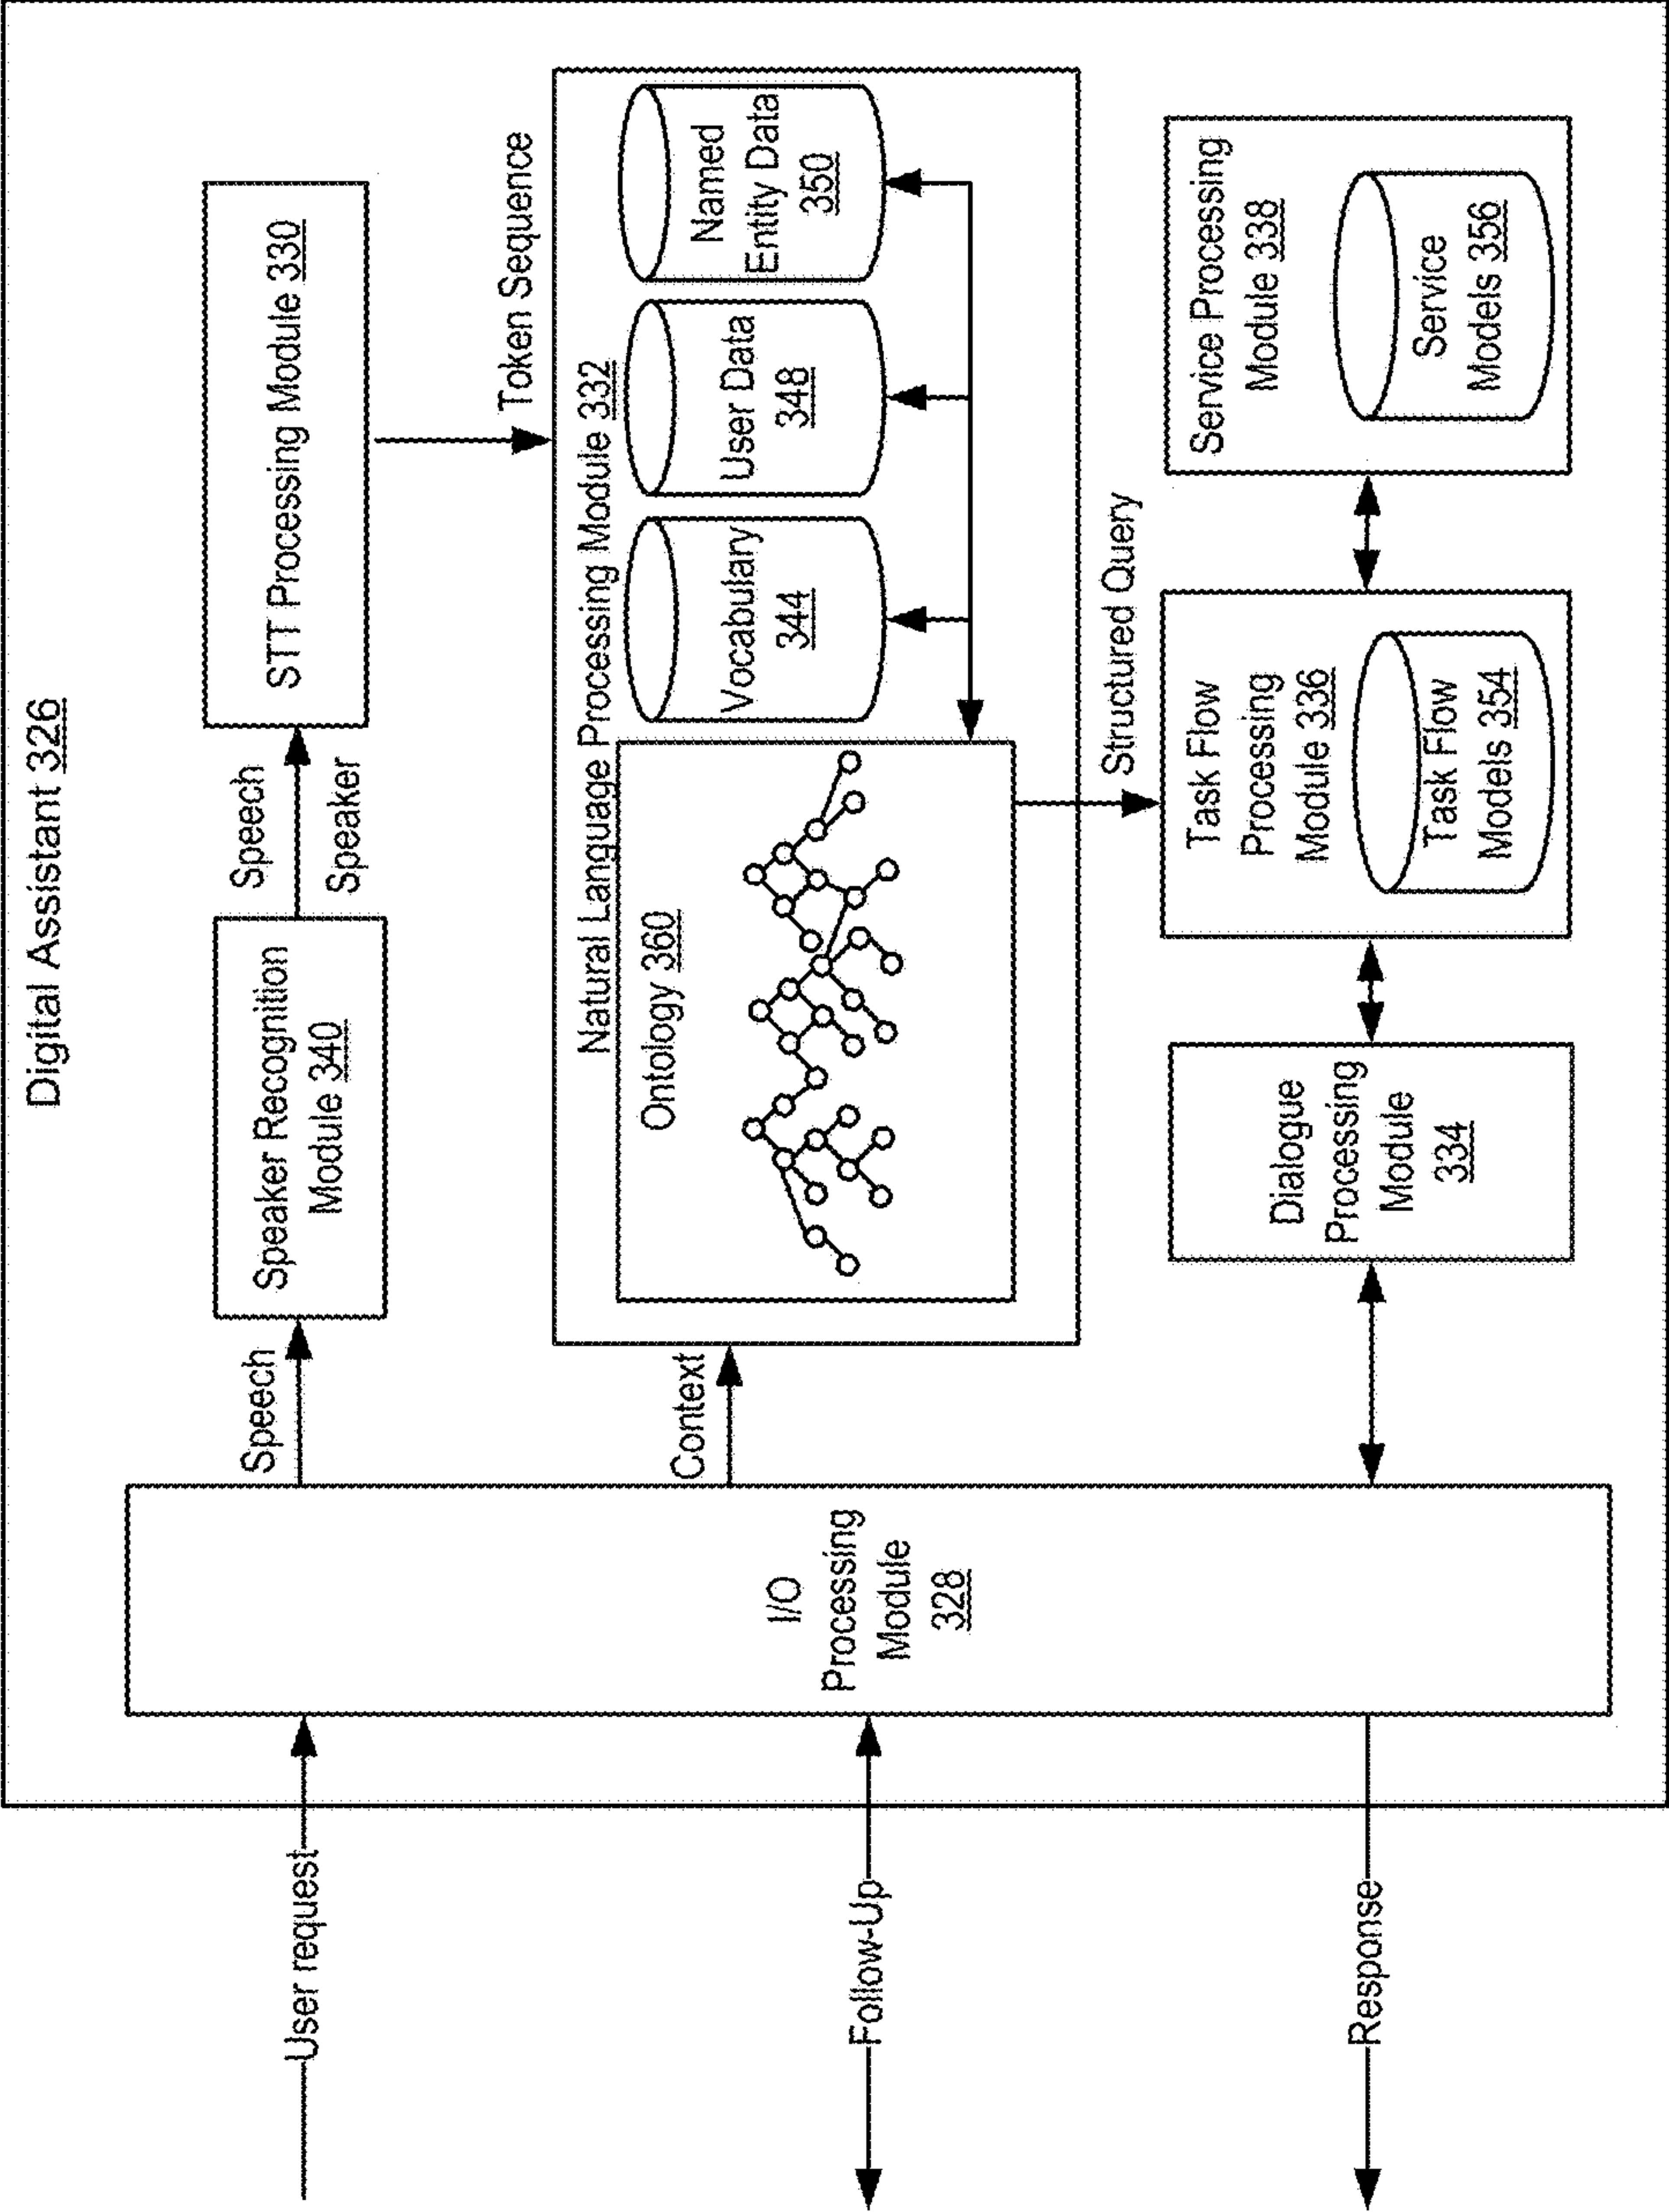 Digital Assistant 326
User request
Follow-Up
Response
I/O
Processing
Module
328
Speech
Context
Speaker Recognition
Module 340
Speech
Speaker
STT Processing Module 330
Token Sequence
Natural Language Processing Module 332
Ontology 360
Vocabulary
344
User Data
348
Named
Entity Data
350
Structured Query
Dialogue
Processing
Module
334
Task Flow
Processing
Module 336
Task Flow
Models 354
Service Processing
Module 338
Service
Models 356